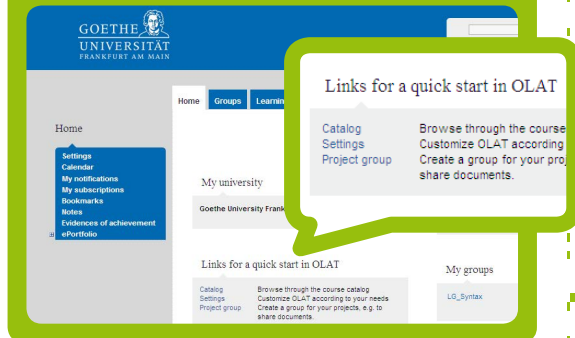 GOETHE
UNIVERSITÄT
FRANKFURT AM MAIN
Home Groups Learnin
Home
Settings
Calendar
My notifications
My subscriptions
Bookmarks
Notes
Evidences of achievement
ePortfolio
My university
Goethe University Frank
Links for a quick start in OLAT
Catalog Browse through the course catalog
Settings Customize OLAT according to your needs
Project group Create a group for your projects, e.g. to
share documents.
My groups
LG_Syntax
Links for a quick start in OLAT
Catalog Browse through the course
Settings Customize OLAT according
Project group Create a group for your proj
share documents.